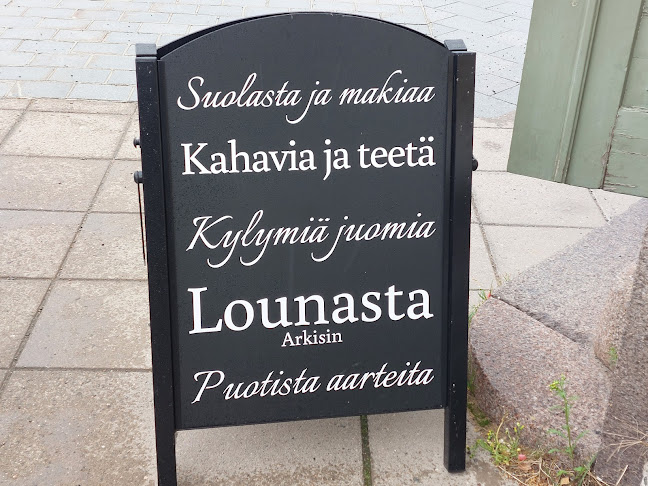 Suolasta ja makiaa
Kahavia ja teetä
Kylymiä juomia
Lounasta
Arkisin
Puotista aarteita